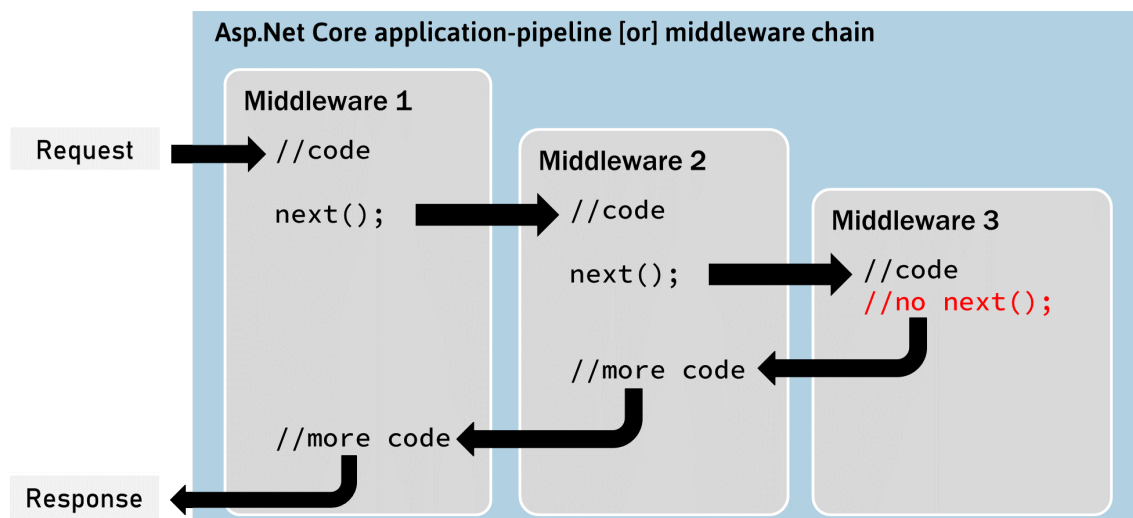 Asp.Net Core application-pipeline [or] middleware chain
Middleware 1
Request
//code
next();
Middleware 2
//code
next();
Middleware 3
//code
//no next();
//more code
//more code
Response